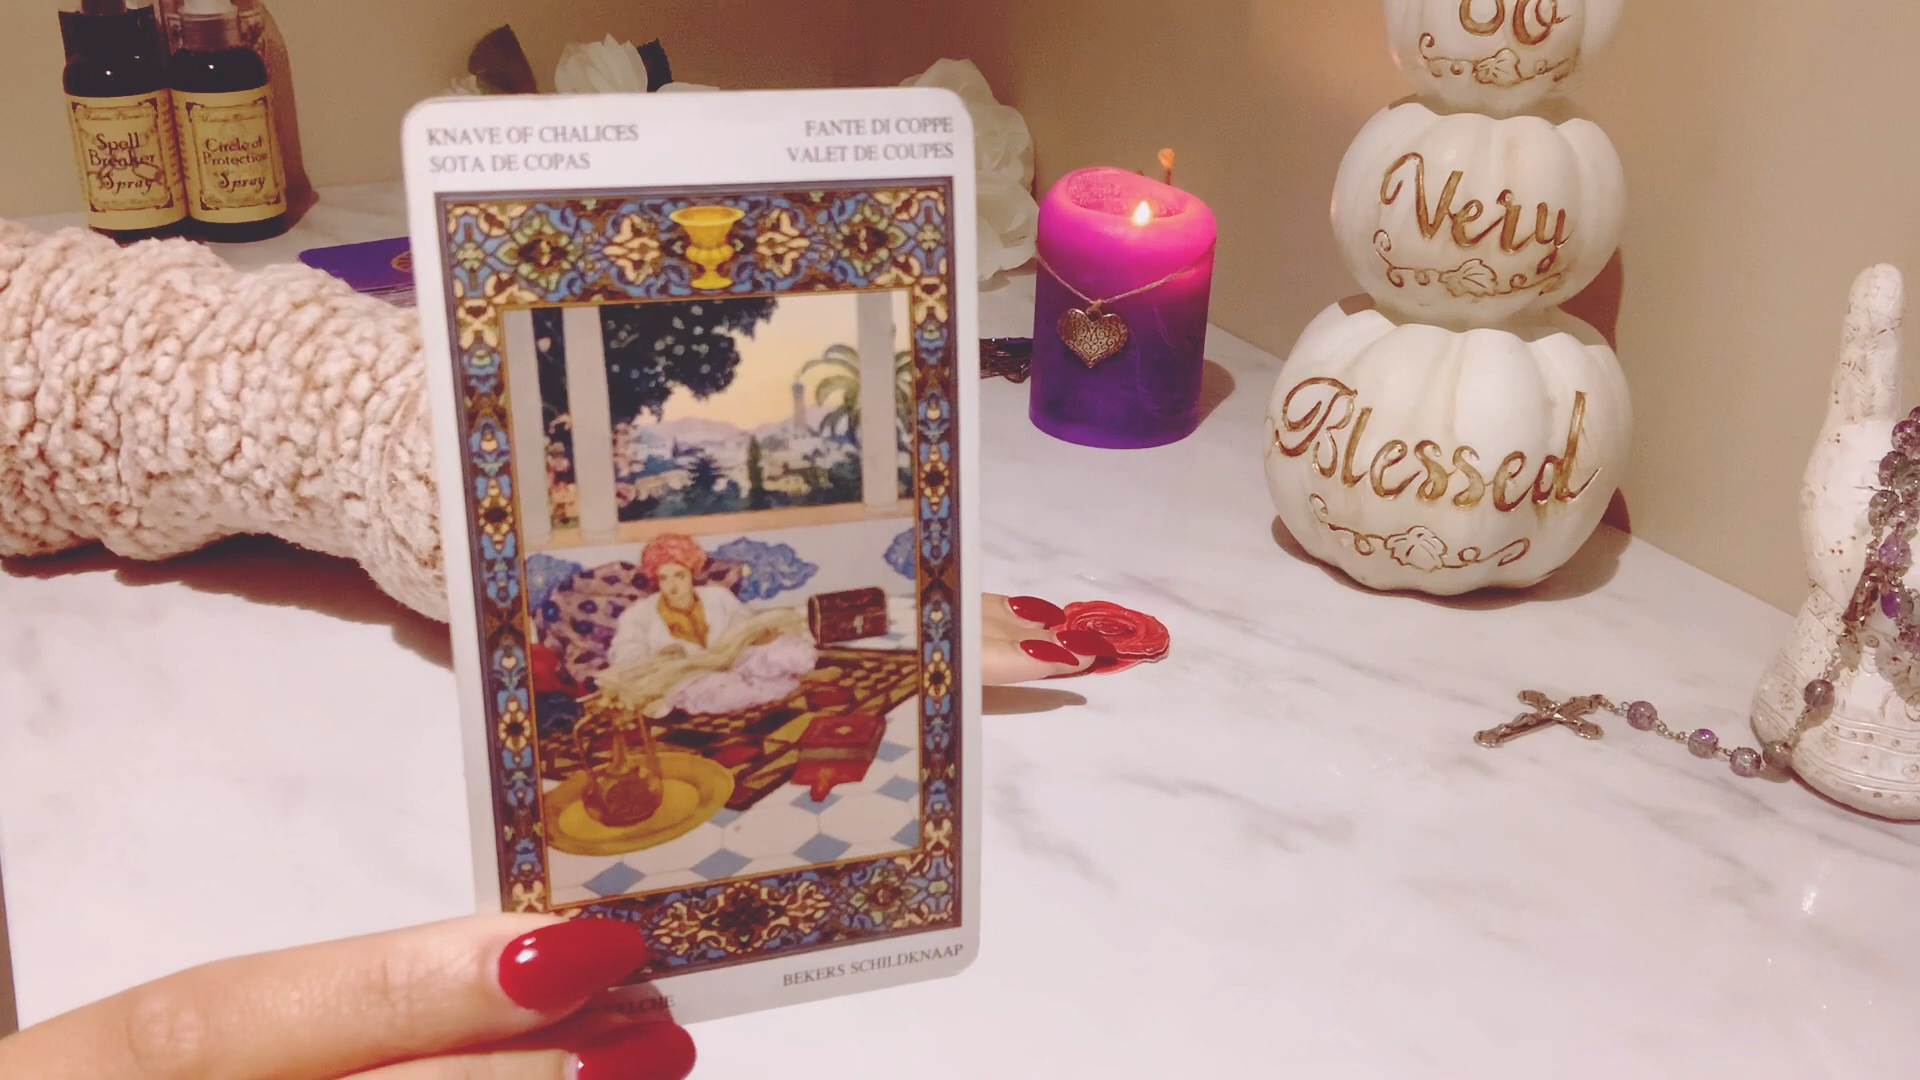 KNAVE OF CHALICES
SOTA DE COPAS
FANTE DI COPPE
VALET DE COUPES
BEKERS SCHILDKNAAP
Spell
Breaker
Spray
Circle of
Protection
Spray
So
Very
Blessed